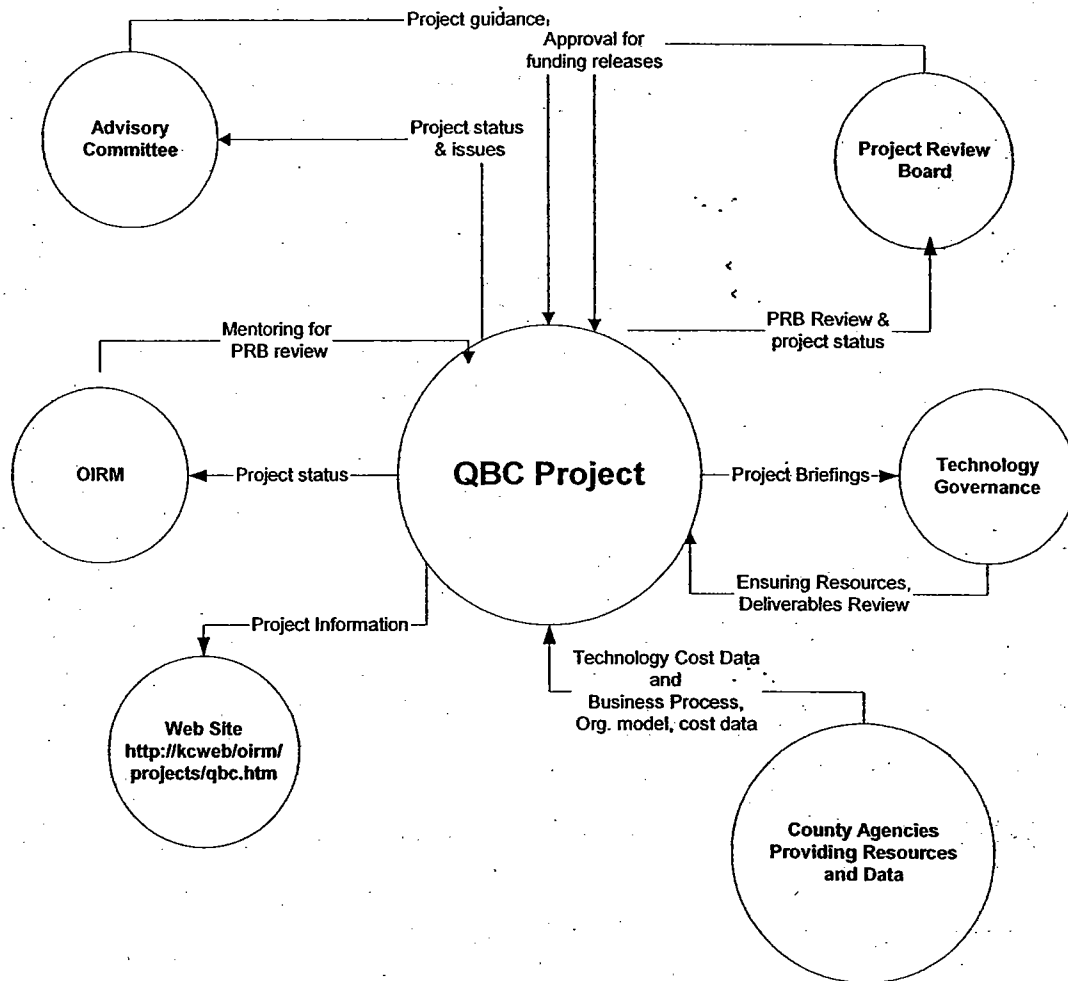 Project guidance,
Approval for
funding releases
Advisory
Committee
Project status
& issues
Project Review
Board
Mentoring for
PRB review
PRB Review &
project status
OIRM
Project status
QBC Project
Project Briefings
Technology
Governance
Ensuring Resources,
Deliverables Review
Project Information
Technology Cost Data
and
Business Process,
Org. model, cost data
Web Site
http://kcweb/oirm/
projects/qbc.htm
County Agencies
Providing Resources
and Data